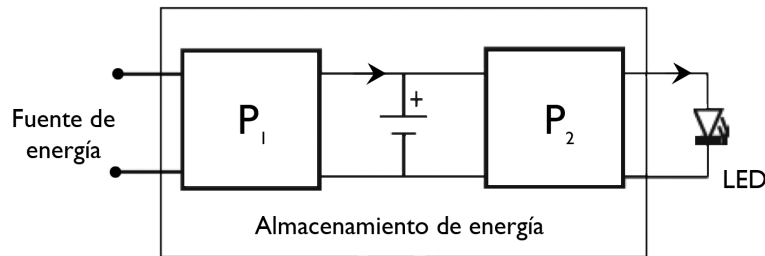 Fuente de
energía
P₁
+
P₂
LED
Almacenamiento de energía